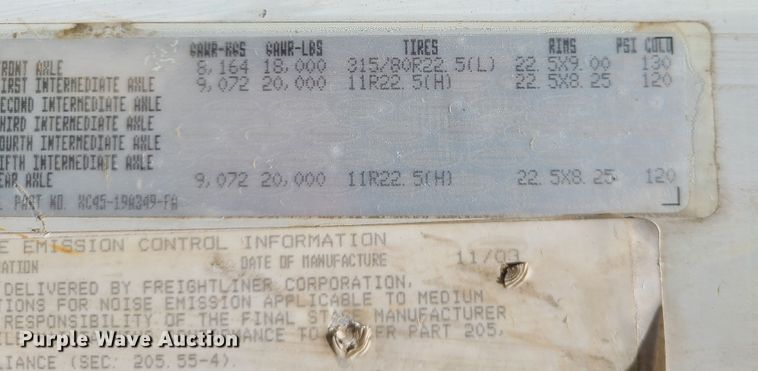 GAWR-KGS GAWR-LBS TIRES RIMS PSI COLD
RONT AXLE 8,164 18,000 315/80R22.5(L) 22.5X9.00 130
IRST INTERMEDIATE AXLE 9,072 20,000 11R22.5(H) 22.5X8.25 120
SECOND INTERMEDIATE AXLE
THIRD INTERMEDIATE AXLE
OURTH INTERMEDIATE AXLE
IFTH INTERMEDIATE AXLE
EAR AXLE 9,072 20,000 11R22.5(H) 22.5X8.25 120
PART NO. XC45-19A349-FA
E EMISSION CONTROL INFORMATION
RATION DATE OF MANUFACTURE 11/03
DELIVERED BY FREIGHTLINER CORPORATION,
TIONS FOR NOISE EMISSION APPLICABLE TO MEDIUM
RESPONSIBILITY OF THE FINAL STAGE MANUFACTURER
TO FR PART 205,
LIANCE (SEC: 205.55-4).
Purple Wave Auction